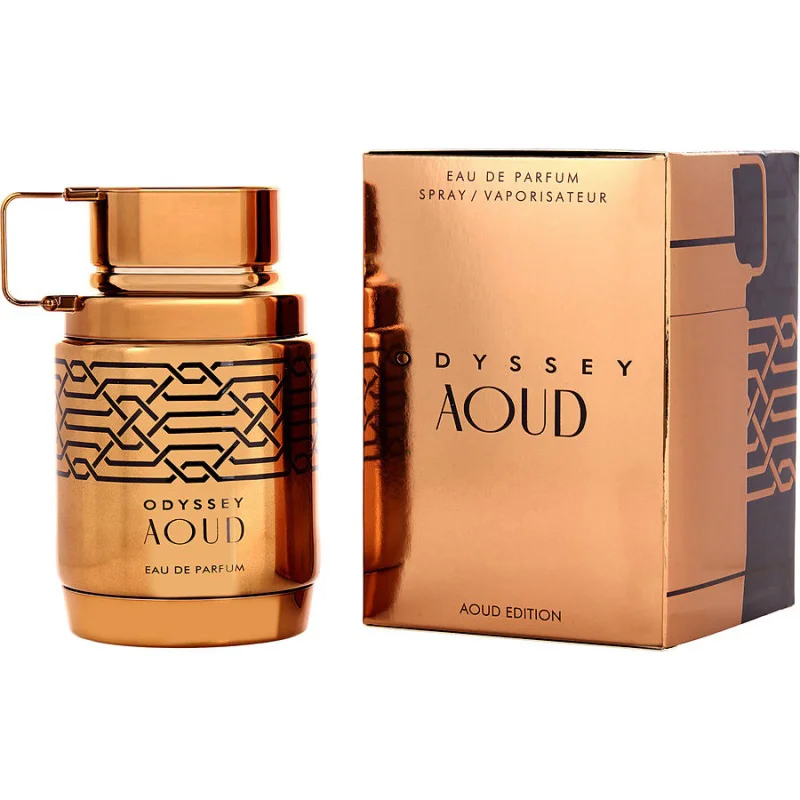 ODYSSEY
AOUD
EAU DE PARFUM
EAU DE PARFUM
SPRAY / VAPORISATEUR
ODYSSEY
AOUD
AOUD EDITION